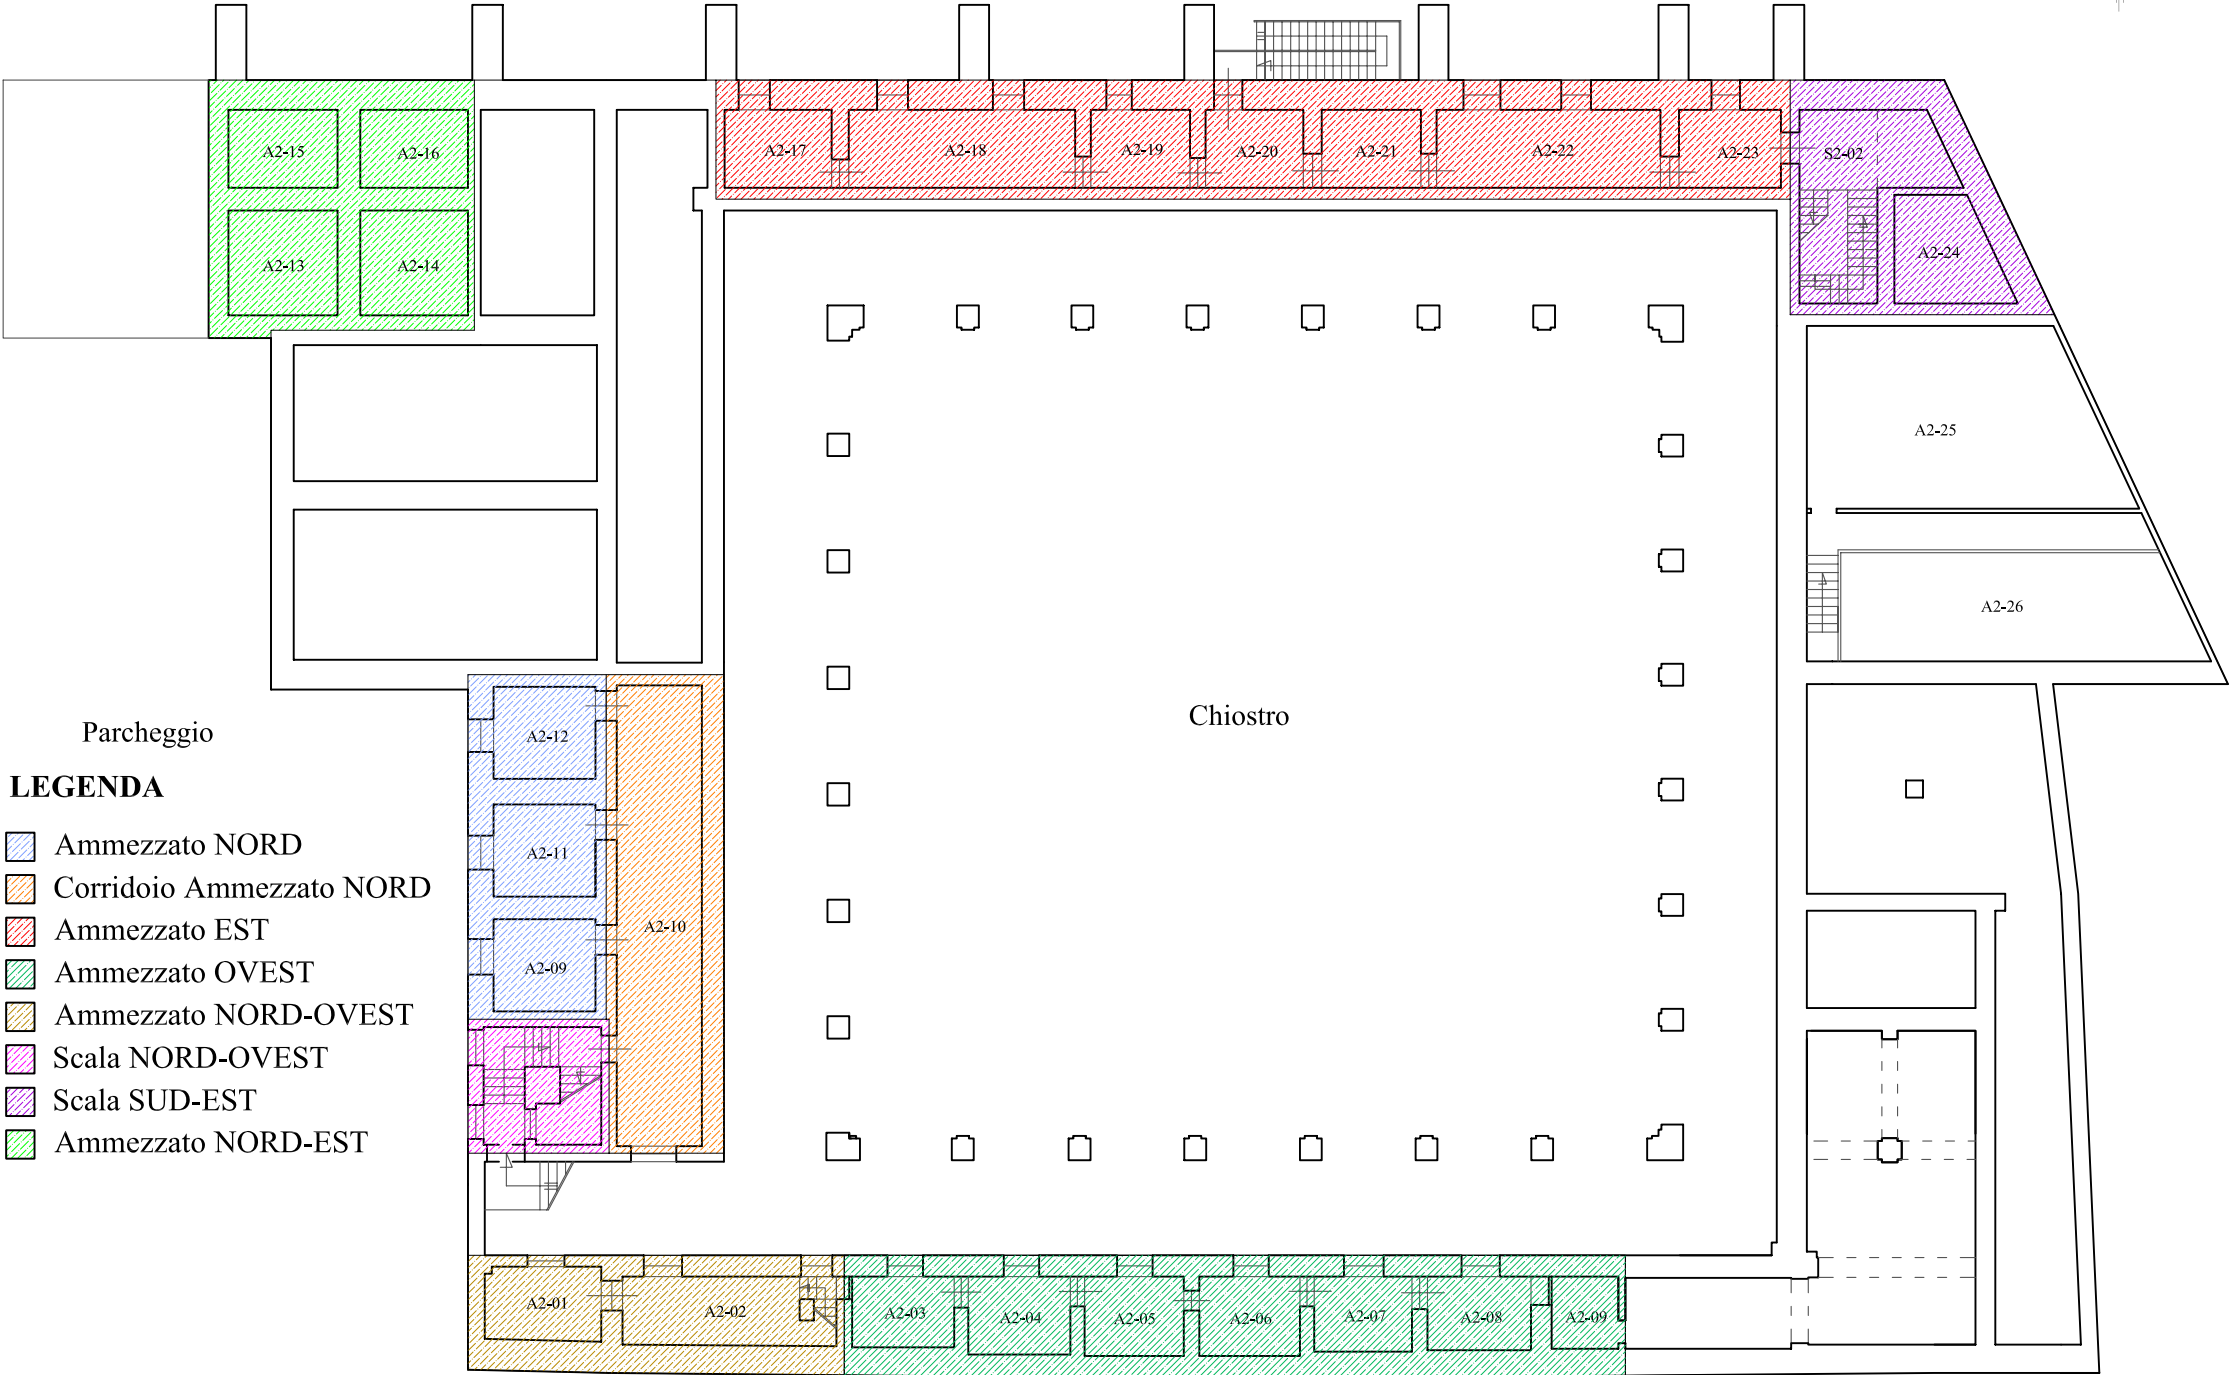 A2-15
A2-16
A2-17
A2-18
A2-19
A2-20
A2-21
A2-22
A2-23
S2-02
A2-13
A2-14
A2-24
A2-25
A2-26
Chiostro
Parcheggio
A2-12
LEGENDA
Ammezzato NORD
A2-11
Corridoio Ammezzato NORD
Ammezzato EST
A2-10
Ammezzato OVEST
A2-09
Ammezzato NORD-OVEST
Scala NORD-OVEST
Scala SUD-EST
Ammezzato NORD-EST
A2-01
A2-02
A2-03
A2-04
A2-05
A2-06
A2-07
A2-08
A2-09